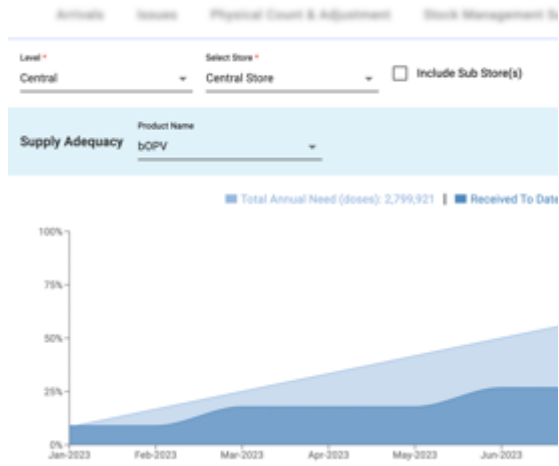 Arrivals Issues Physical Count & Adjustment Stock Management
Level * Select Store *
Central Central Store Include Sub Store(s)
Product Name
Supply Adequacy bOPV
Total Annual Need (doses): 2,799,921 | Received To Date
100%
75%
50%
25%
0%
Jan-2023 Feb-2023 Mar-2023 Apr-2023 May-2023 Jun-2023